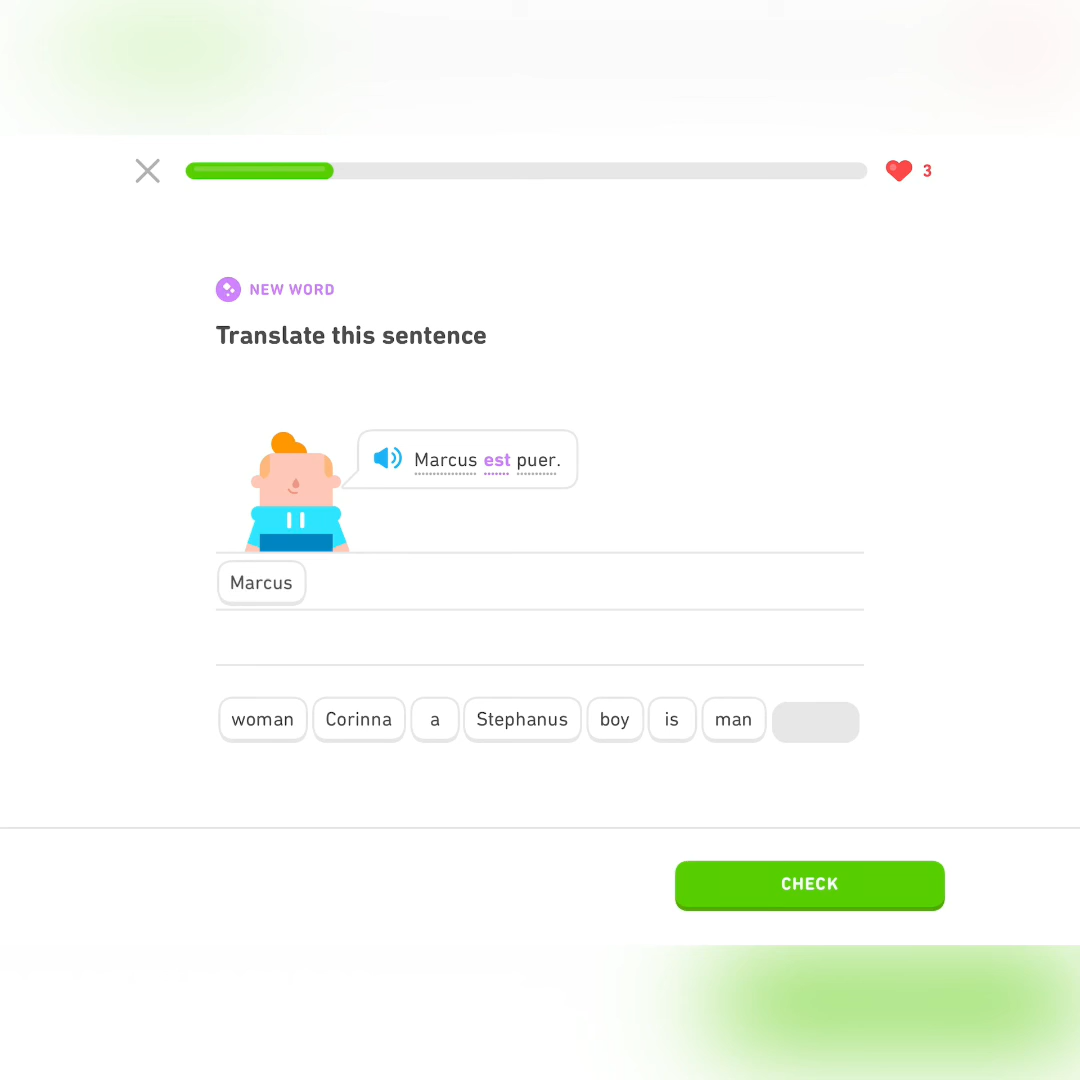 3
NEW WORD
Translate this sentence
Marcus est puer.
Marcus
woman Corinna a Stephanus boy is man
CHECK